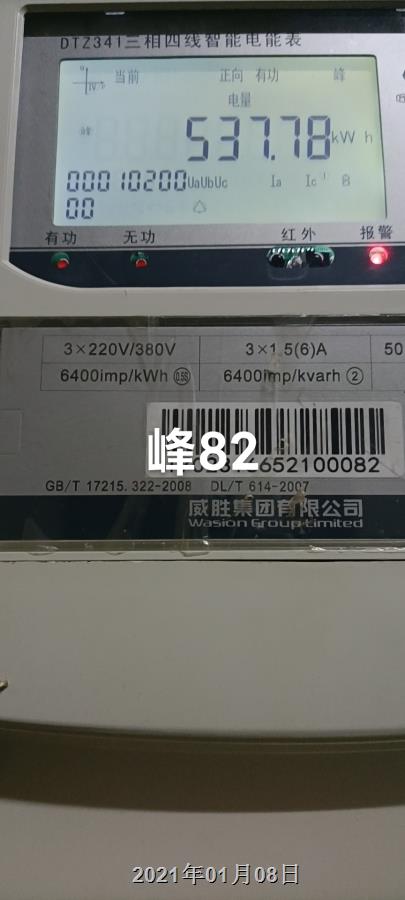 DTZ341三相四线智能电能表
当前 正向 有功 峰
电量
峰 537.78 kWh
00010200 UaUbUc Ia Ic
00
有功 无功 红外 报警
3×220V/380V 3×1.5(6)A 50
6400imp/kWh 0.5S 6400imp/kvarh 2
峰82
652100082
GB/T 17215.322-2008 DL/T 614-2007
威胜集团有限公司
Wasion Group Limited
2021年01月08日